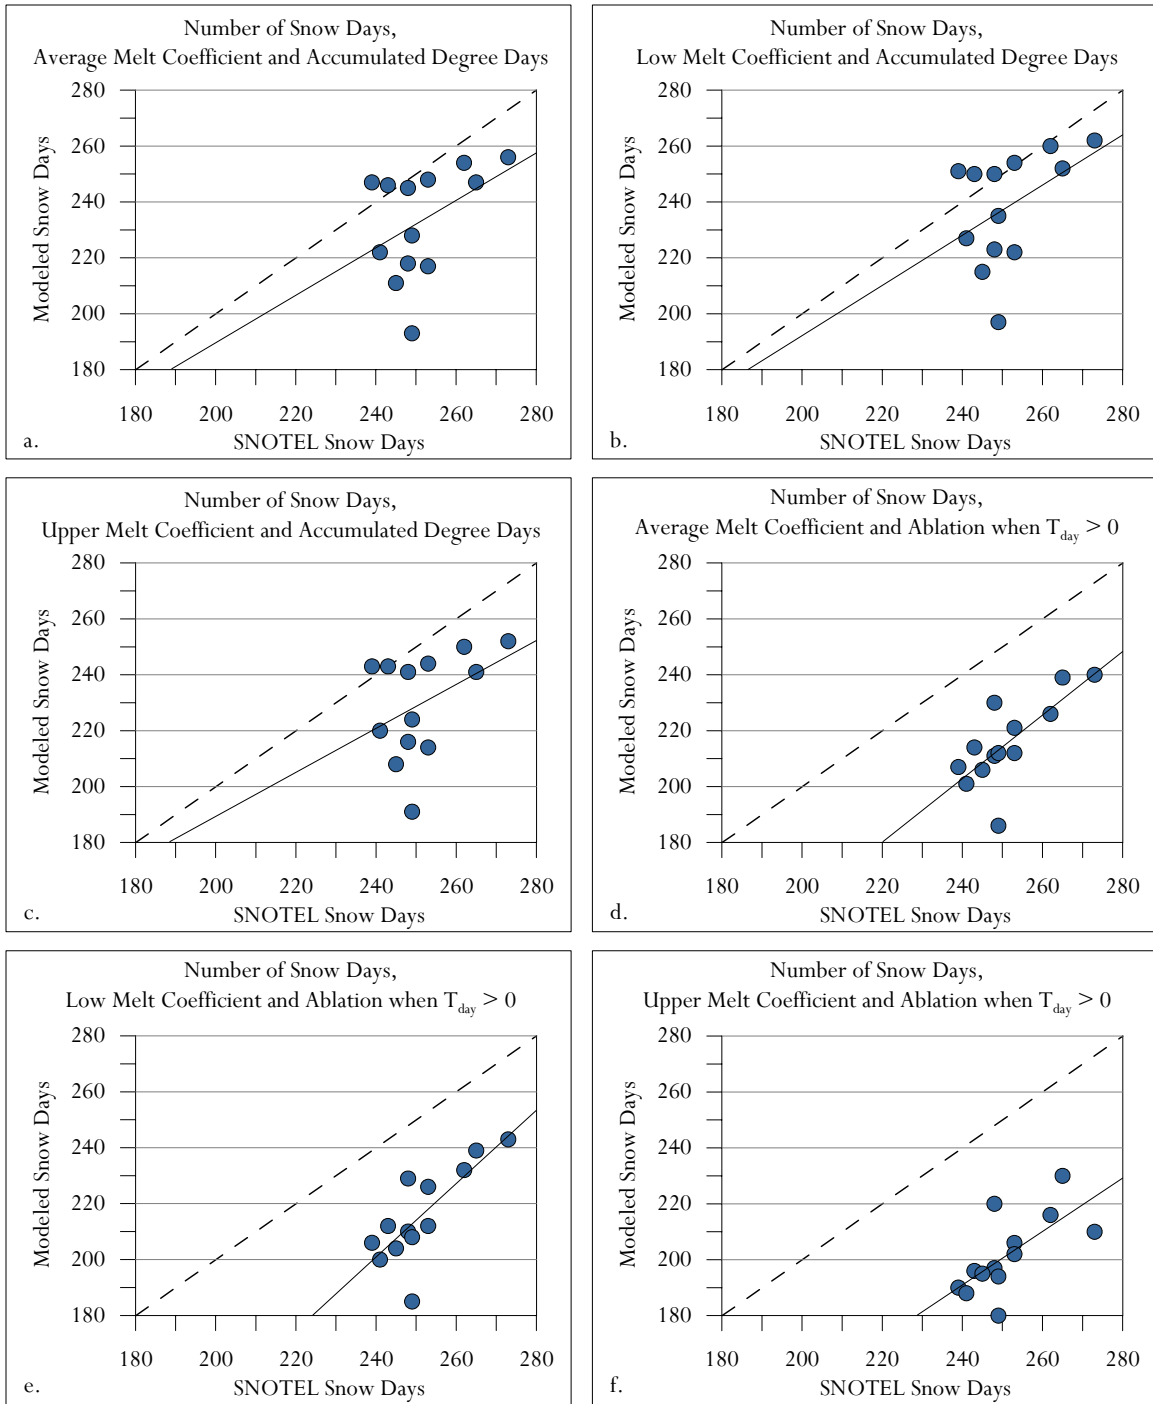 Number of Snow Days,
Average Melt Coefficient and Accumulated Degree Days
280
260
240
220
200
180
Modeled Snow Days
180 200 220 240 260 280
SNOTEL Snow Days
a.
Number of Snow Days,
Low Melt Coefficient and Accumulated Degree Days
280
260
240
220
200
180
Modeled Snow Days
180 200 220 240 260 280
SNOTEL Snow Days
b.
Number of Snow Days,
Upper Melt Coefficient and Accumulated Degree Days
280
260
240
220
200
180
Modeled Snow Days
180 200 220 240 260 280
SNOTEL Snow Days
c.
Number of Snow Days,
Average Melt Coefficient and Ablation when Tday > 0
280
260
240
220
200
180
Modeled Snow Days
180 200 220 240 260 280
SNOTEL Snow Days
d.
Number of Snow Days,
Low Melt Coefficient and Ablation when Tday > 0
280
260
240
220
200
180
Modeled Snow Days
180 200 220 240 260 280
SNOTEL Snow Days
e.
Number of Snow Days,
Upper Melt Coefficient and Ablation when Tday > 0
280
260
240
220
200
180
Modeled Snow Days
180 200 220 240 260 280
SNOTEL Snow Days
f.